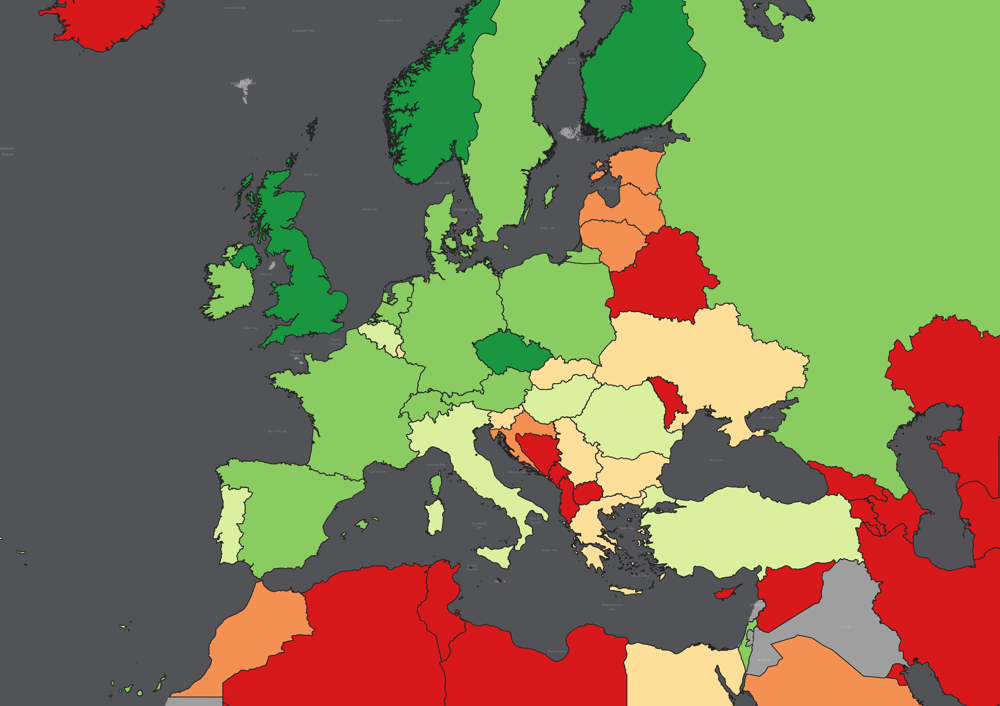 Greenland Sea
Norwegian Sea
Norwegian Sea
Gulf of
Bothnia
FAROE ISLANDS
Gulf of
Finland
Atlantic
Ocean
North Sea
Skagerrak
Gulf of Riga
North Sea
Kattegat Sea
Baltic Sea
Irish Sea
Celtic Sea
English
Channel
English
Channel
Azov Sea
Bay of Biscay
Black Sea
Ligurian Sea
Gulf of Lion
Adriatic Sea
Gulf of
Taranto
Tyrrhenian
Sea
Aegean Sea
Ionian Sea
Sicilian
Channel
Sea of Crete
MALTA
Mediterranean
Sea
LEBANON
IRAQ
Gulf of Sidra
JORDAN